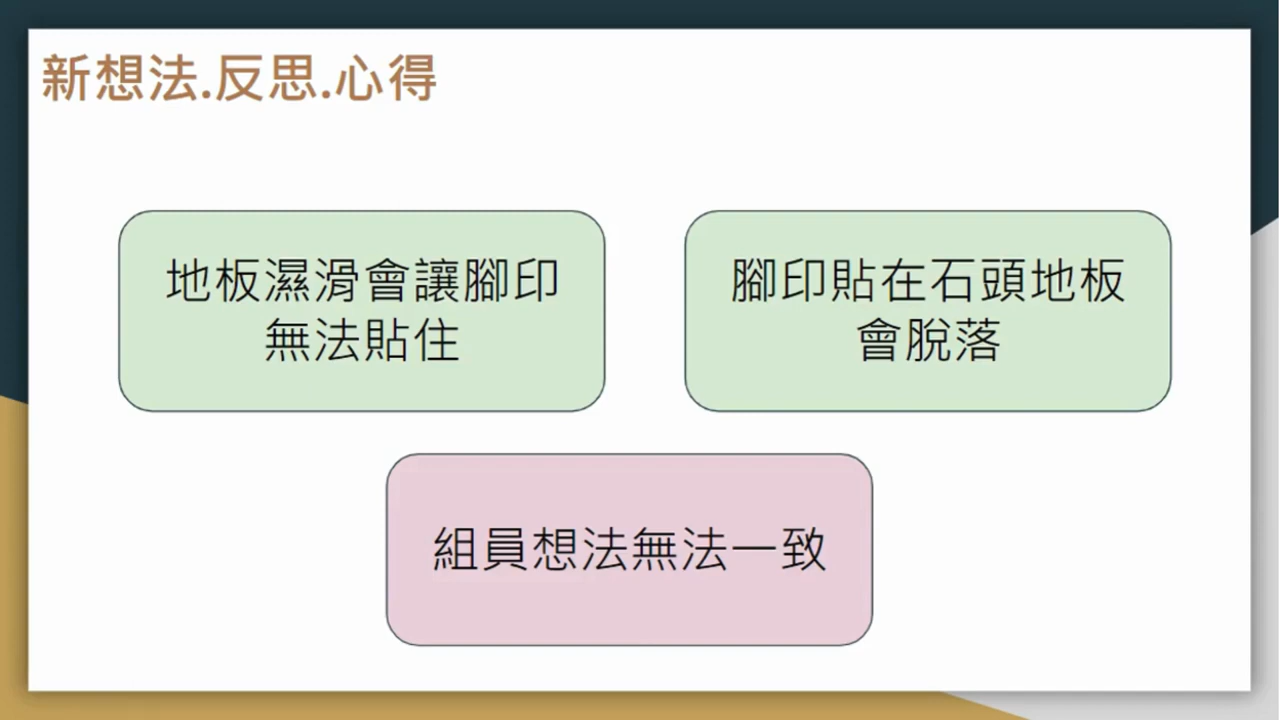 新想法.反思.心得
地板濕滑會讓腳印
無法貼住
腳印貼在石頭地板
會脫落
組員想法無法一致